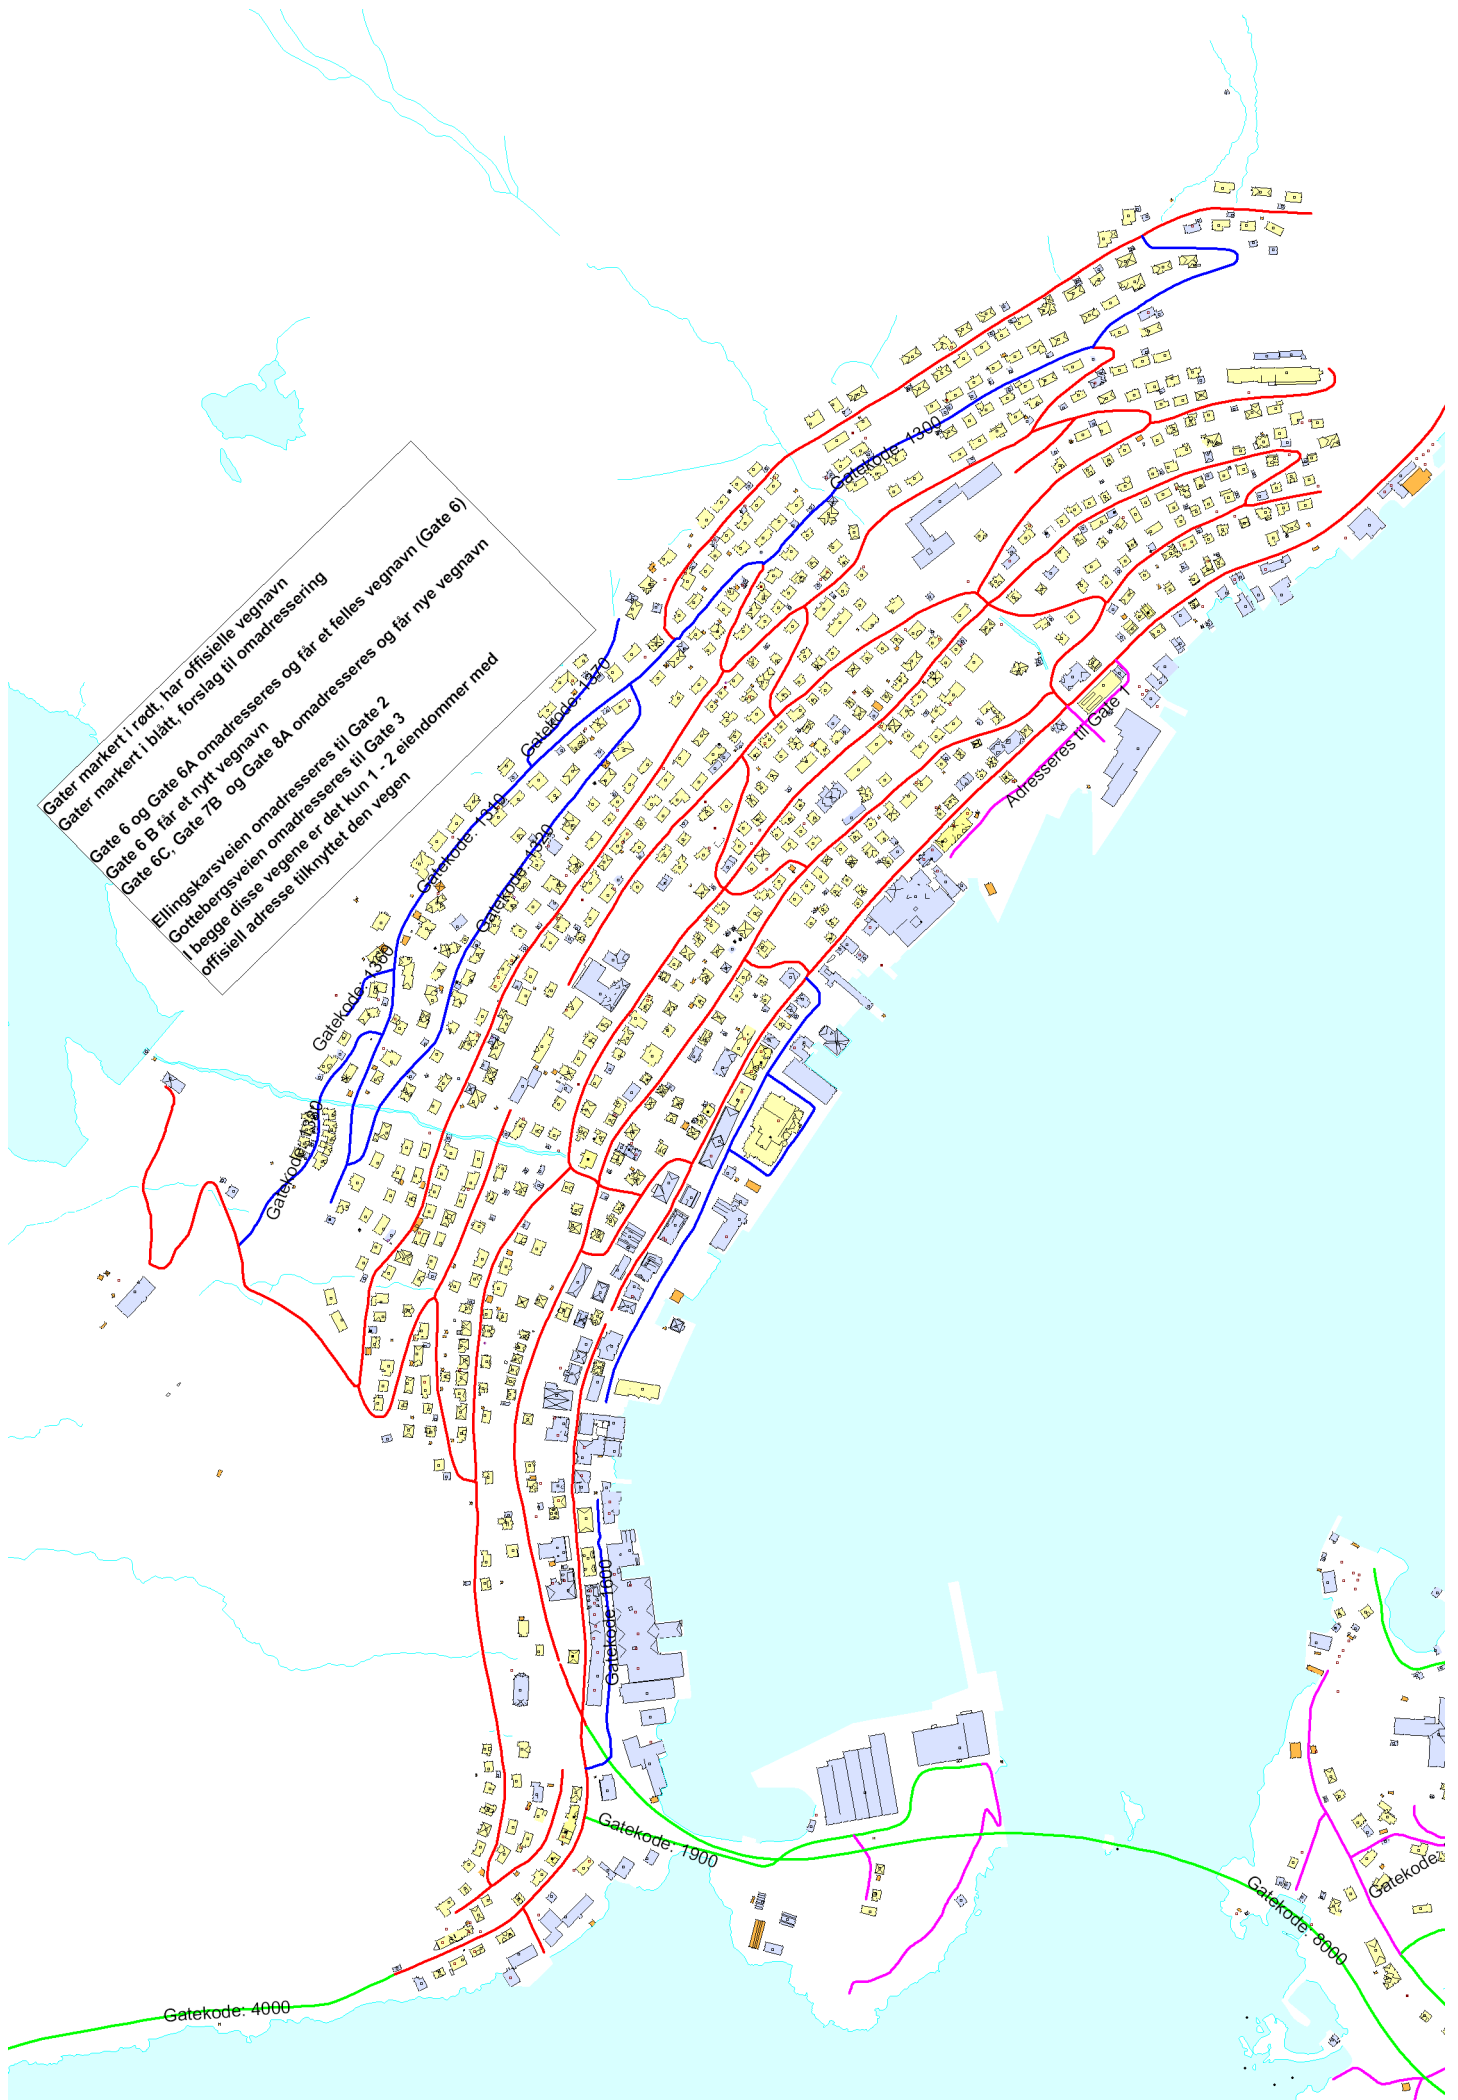 Gater markert i rødt, har offisielle vegnavn
Gater markert i blått, forslag til omadressering
Gate 6 og Gate 6A omadresseres og får et felles vegnavn (Gate 6)
Gate 6 B får et nytt vegnavn
Gate 6C, Gate 7B og Gate 8A omadresseres og får nye vegnavn
Ellingskarsveien omadresseres til Gate 2
Gottebergsveien omadresseres til Gate 3
I begge disse vegene er det kun 1 - 2 eiendommer med
offisiell adresse tilknyttet den vegen
Gatekode: 1300
Gatekode: 1370
Gatekode: 1310
Gatekode: 1320
Gatekode: 1360
Gatekode: 1380
Adresseres til Gate 1
Gatekode: 1600
Gatekode: 1900
Gatekode: 8000
Gatekode:
Gatekode: 4000